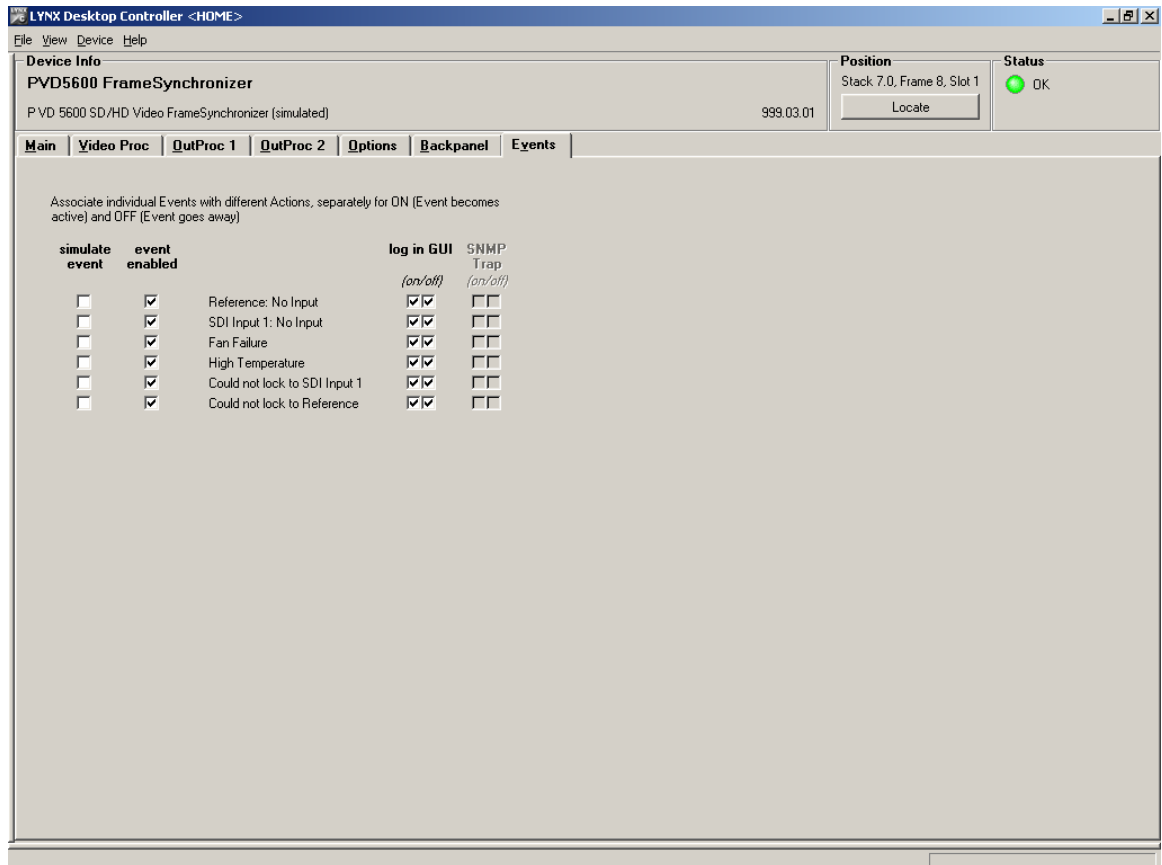 LYNX Desktop Controller <HOME>
File View Device Help
Device Info
PVD5600 FrameSynchronizer
PVD 5600 SD/HD Video FrameSynchronizer (simulated) 999.03.01
Position
Stack 7.0, Frame 8, Slot 1
Locate
Status
OK
Main Video Proc OutProc 1 OutProc 2 Options Backpanel Events
Associate individual Events with different Actions, separately for ON (Event becomes
active) and OFF (Event goes away)
simulate event log in GUI SNMP
event enabled Trap
(on/off) (on/off)
Reference: No Input
SDI Input 1: No Input
Fan Failure
High Temperature
Could not lock to SDI Input 1
Could not lock to Reference